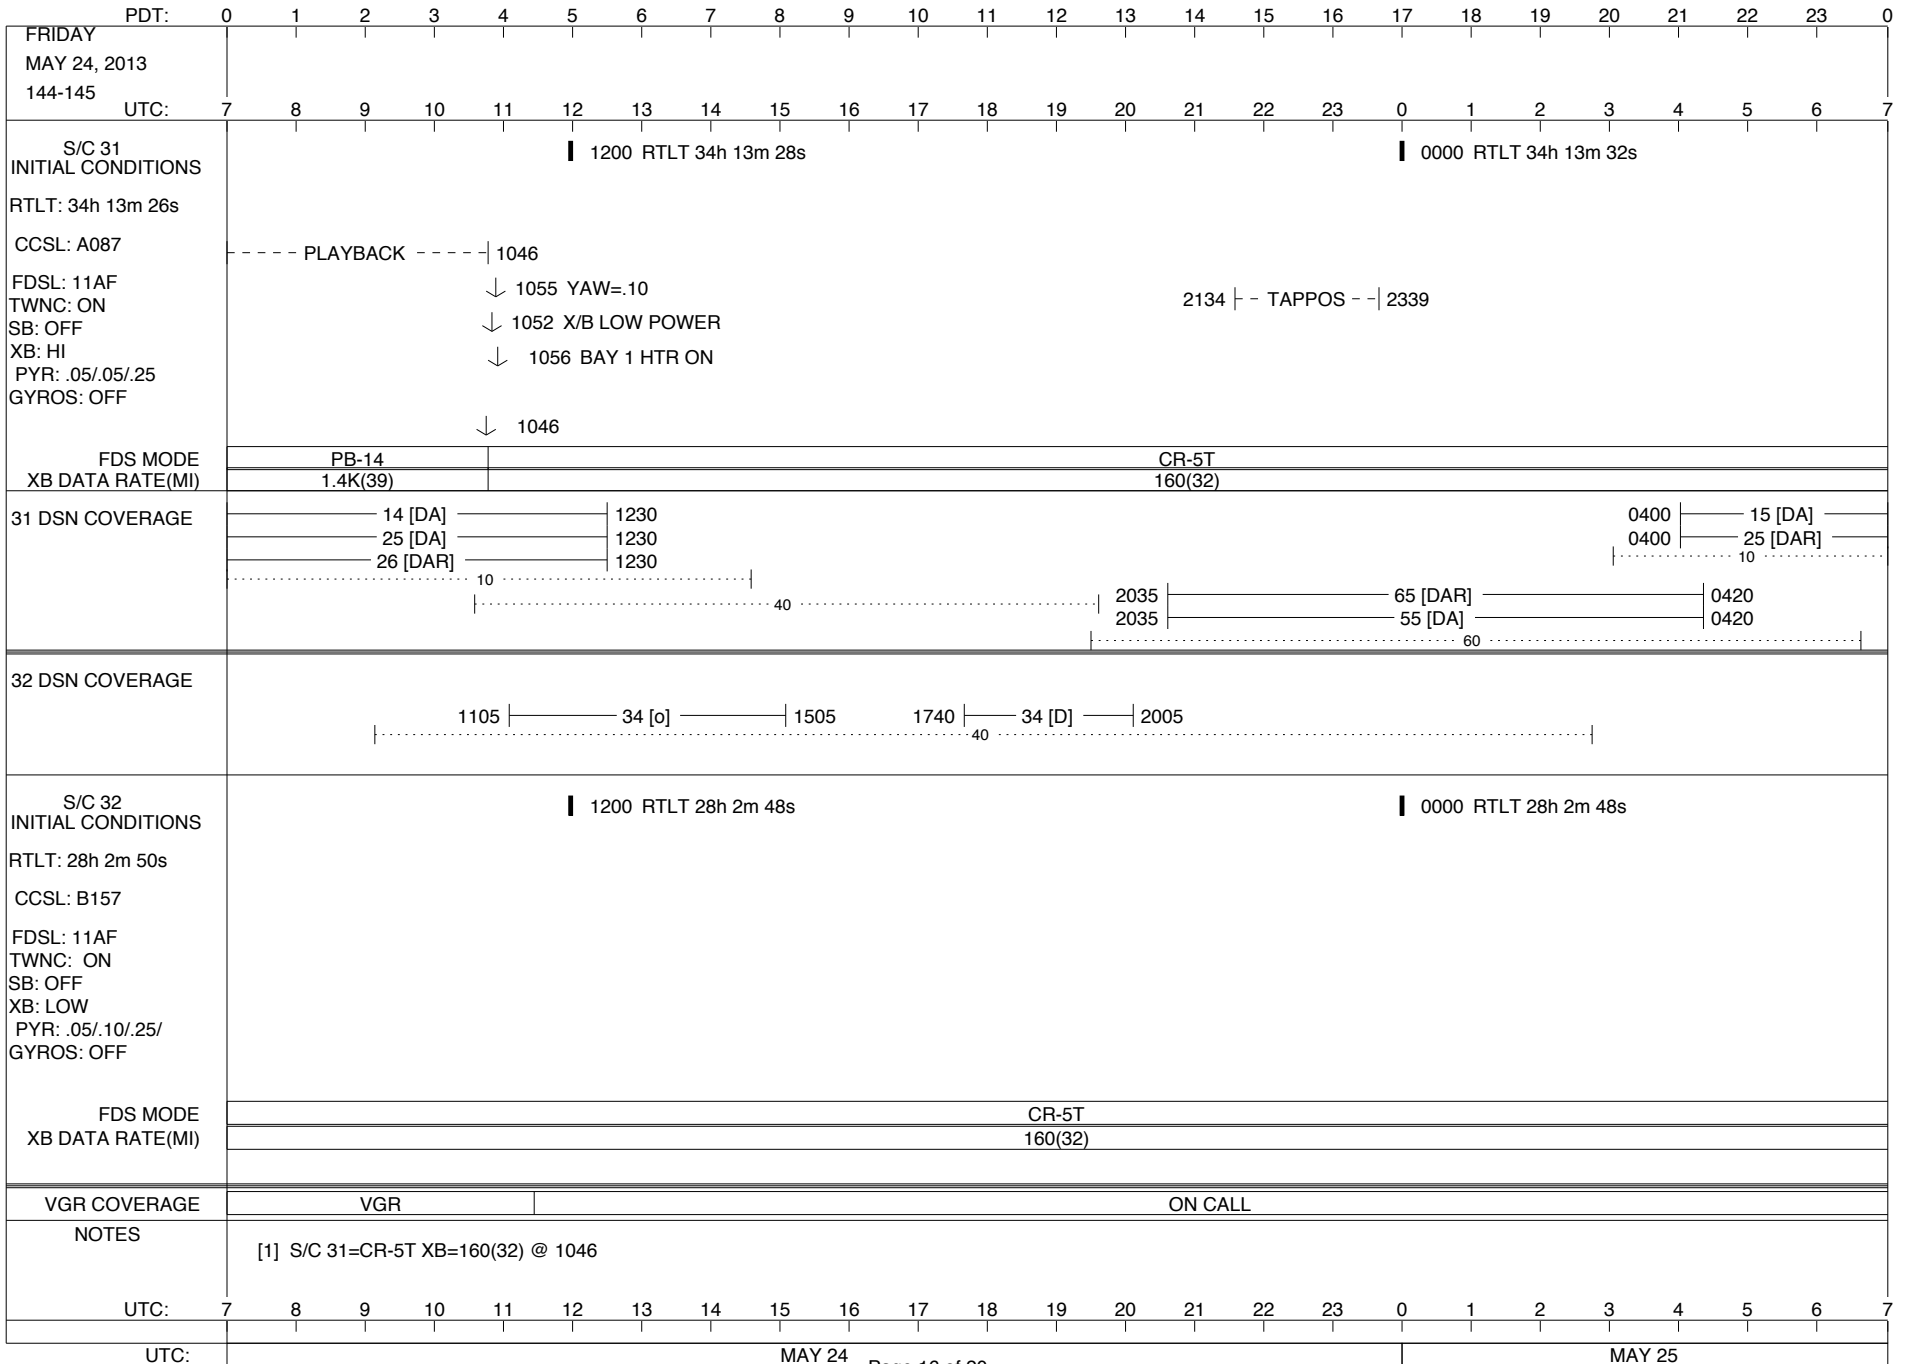 PDT: 0 1 2 3 4 5 6 7 8 9 10 11 12 13 14 15 16 17 18 19 20 21 22 23 0
FRIDAY
MAY 24, 2013
144-145
UTC: 7 8 9 10 11 12 13 14 15 16 17 18 19 20 21 22 23 0 1 2 3 4 5 6 7
S/C 31
INITIAL CONDITIONS
1200 RTLT 34h 13m 28s
0000 RTLT 34h 13m 32s
RTLT: 34h 13m 26s
CCSL: A087
PLAYBACK 1046
FDSL: 11AF
1055 YAW=.10
2134 TAPPOS 2339
TWNC: ON
SB: OFF
1052 X/B LOW POWER
XB: HI
1056 BAY 1 HTR ON
PYR: .05/.05/.25
GYROS: OFF
1046
FDS MODE PB-14 CR-5T
XB DATA RATE(MI) 1.4K(39) 160(32)
31 DSN COVERAGE
14 [DA] 1230 0400 15 [DA]
25 [DA] 1230 0400 25 [DAR]
26 [DAR] 1230 10
10
40
2035 65 [DAR] 0420
2035 55 [DA] 0420
60
32 DSN COVERAGE
1105 34 [o] 1505 1740 34 [D] 2005
40
S/C 32
INITIAL CONDITIONS
1200 RTLT 28h 2m 48s
0000 RTLT 28h 2m 48s
RTLT: 28h 2m 50s
CCSL: B157
FDSL: 11AF
TWNC: ON
SB: OFF
XB: LOW
PYR: .05/.10/.25/
GYROS: OFF
FDS MODE CR-5T
XB DATA RATE(MI) 160(32)
VGR COVERAGE VGR ON CALL
NOTES
[1] S/C 31=CR-5T XB=160(32) @ 1046
UTC: 7 8 9 10 11 12 13 14 15 16 17 18 19 20 21 22 23 0 1 2 3 4 5 6 7
UTC: MAY 24 MAY 25